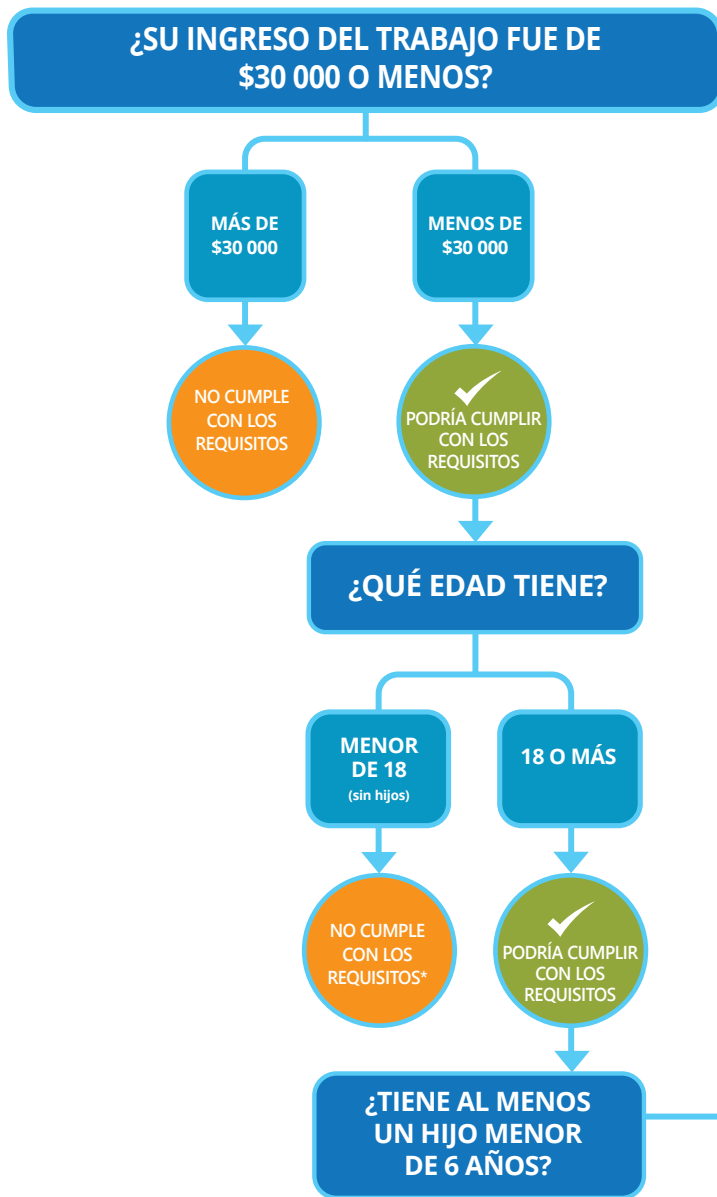 ¿SU INGRESO DEL TRABAJO FUE DE
$30 000 O MENOS?
MÁS DE
$30 000
MENOS DE
$30 000
NO CUMPLE
CON LOS
REQUISITOS
PODRÍA CUMPLIR
CON LOS
REQUISITOS
¿QUÉ EDAD TIENE?
MENOR
DE 18
(sin hijos)
18 O MÁS
NO CUMPLE
CON LOS
REQUISITOS*
PODRÍA CUMPLIR
CON LOS
REQUISITOS
¿TIENE AL MENOS
UN HIJO MENOR
DE 6 AÑOS?